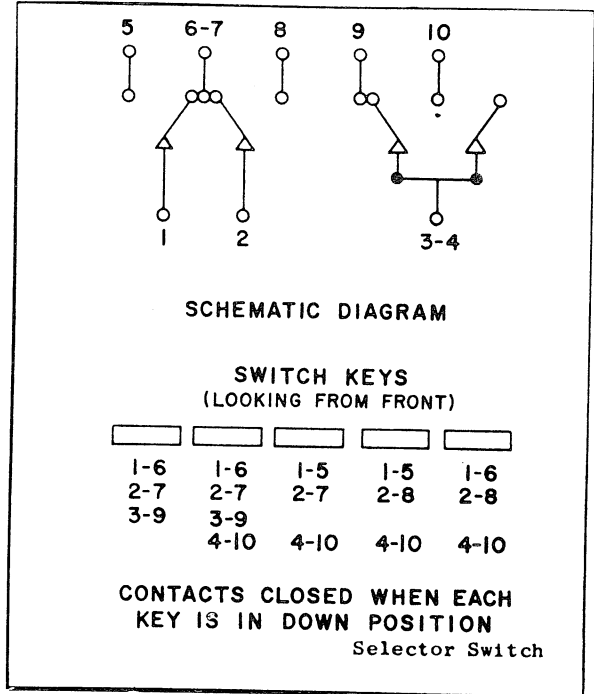 5 6-7 8 9 10
1 2 3-4
SCHEMATIC DIAGRAM
SWITCH KEYS
(LOOKING FROM FRONT)
1-6 1-6 1-5 1-5 1-6
2-7 2-7 2-7 2-8 2-8
3-9 3-9
4-10 4-10 4-10 4-10
CONTACTS CLOSED WHEN EACH
KEY IS IN DOWN POSITION
Selector Switch